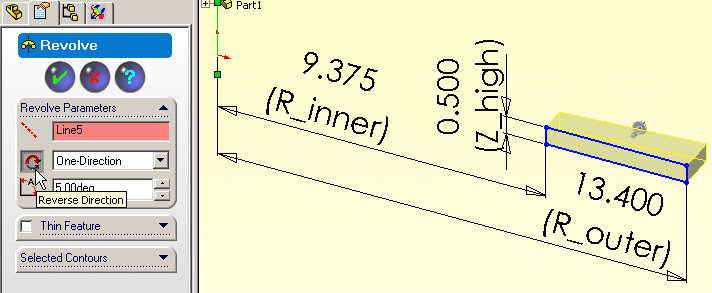 Part1
Revolve
?
Revolve Parameters
Line5
One-Direction
5.00deg
Reverse Direction
Thin Feature
Selected Contours
9.375
(R_inner)
0.500
(Z_high)
13.400
(R_outer)